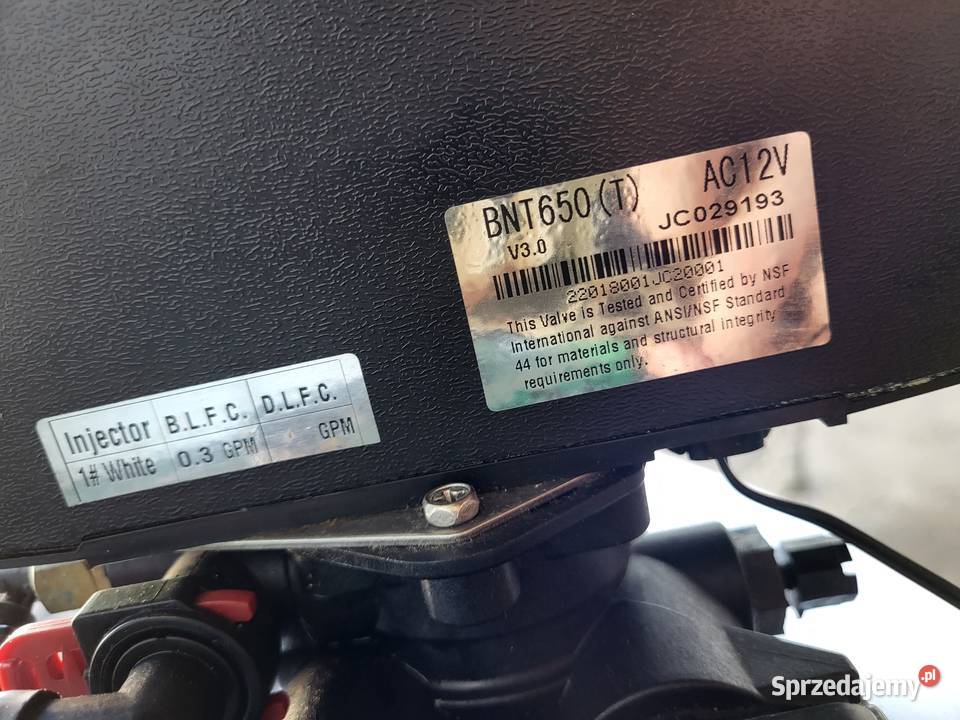 BNT650(T) AC12V
V3.0 JC029193
22018001JC20001
This Valve is Tested and Certified by NSF
International against ANSI/NSF Standard
44 for materials and structural integrity
requirements only.
Injector B.L.F.C. D.L.F.C.
1# White 0.3 GPM GPM
Sprzedajemy.pl